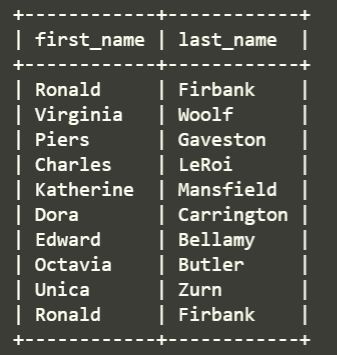 +------------+------------+
| first_name | last_name  |
+------------+------------+
| Ronald     | Firbank    |
| Virginia   | Woolf      |
| Piers      | Gaveston   |
| Charles    | LeRoi      |
| Katherine  | Mansfield  |
| Dora       | Carrington |
| Edward     | Bellamy    |
| Octavia    | Butler     |
| Unica      | Zurn       |
| Ronald     | Firbank    |
+------------+------------+